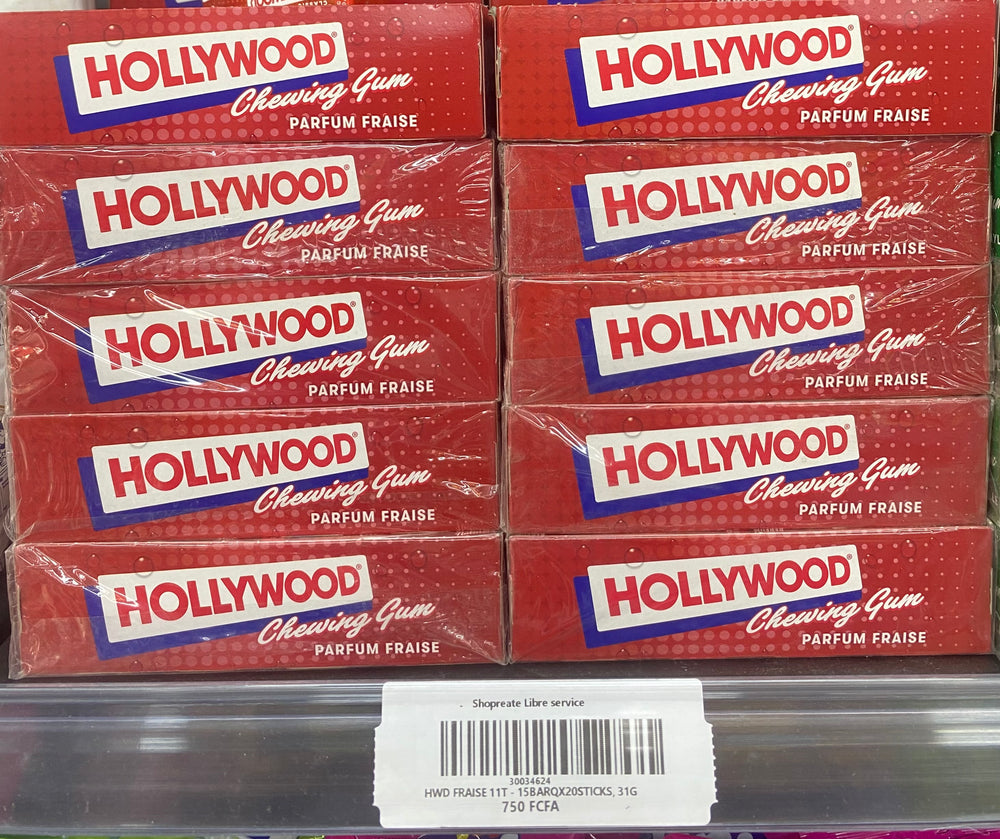 HOLLYWOOD®
Chewing Gum
PARFUM FRAISE
HOLLYWOOD®
Chewing Gum
PARFUM FRAISE
HOLLYWOOD®
Chewing Gum
PARFUM FRAISE
HOLLYWOOD®
Chewing Gum
PARFUM FRAISE
HOLLYWOOD®
Chewing Gum
PARFUM FRAISE
HOLLYWOOD®
Chewing Gum
PARFUM FRAISE
HOLLYWOOD®
Chewing Gum
PARFUM FRAISE
HOLLYWOOD®
Chewing Gum
PARFUM FRAISE
HOLLYWOOD®
Chewing Gum
PARFUM FRAISE
HOLLYWOOD®
Chewing Gum
PARFUM FRAISE
Shopreate Libre service
30034624
HWD FRAISE 11T - 15BARQX20STICKS, 31G
750 FCFA